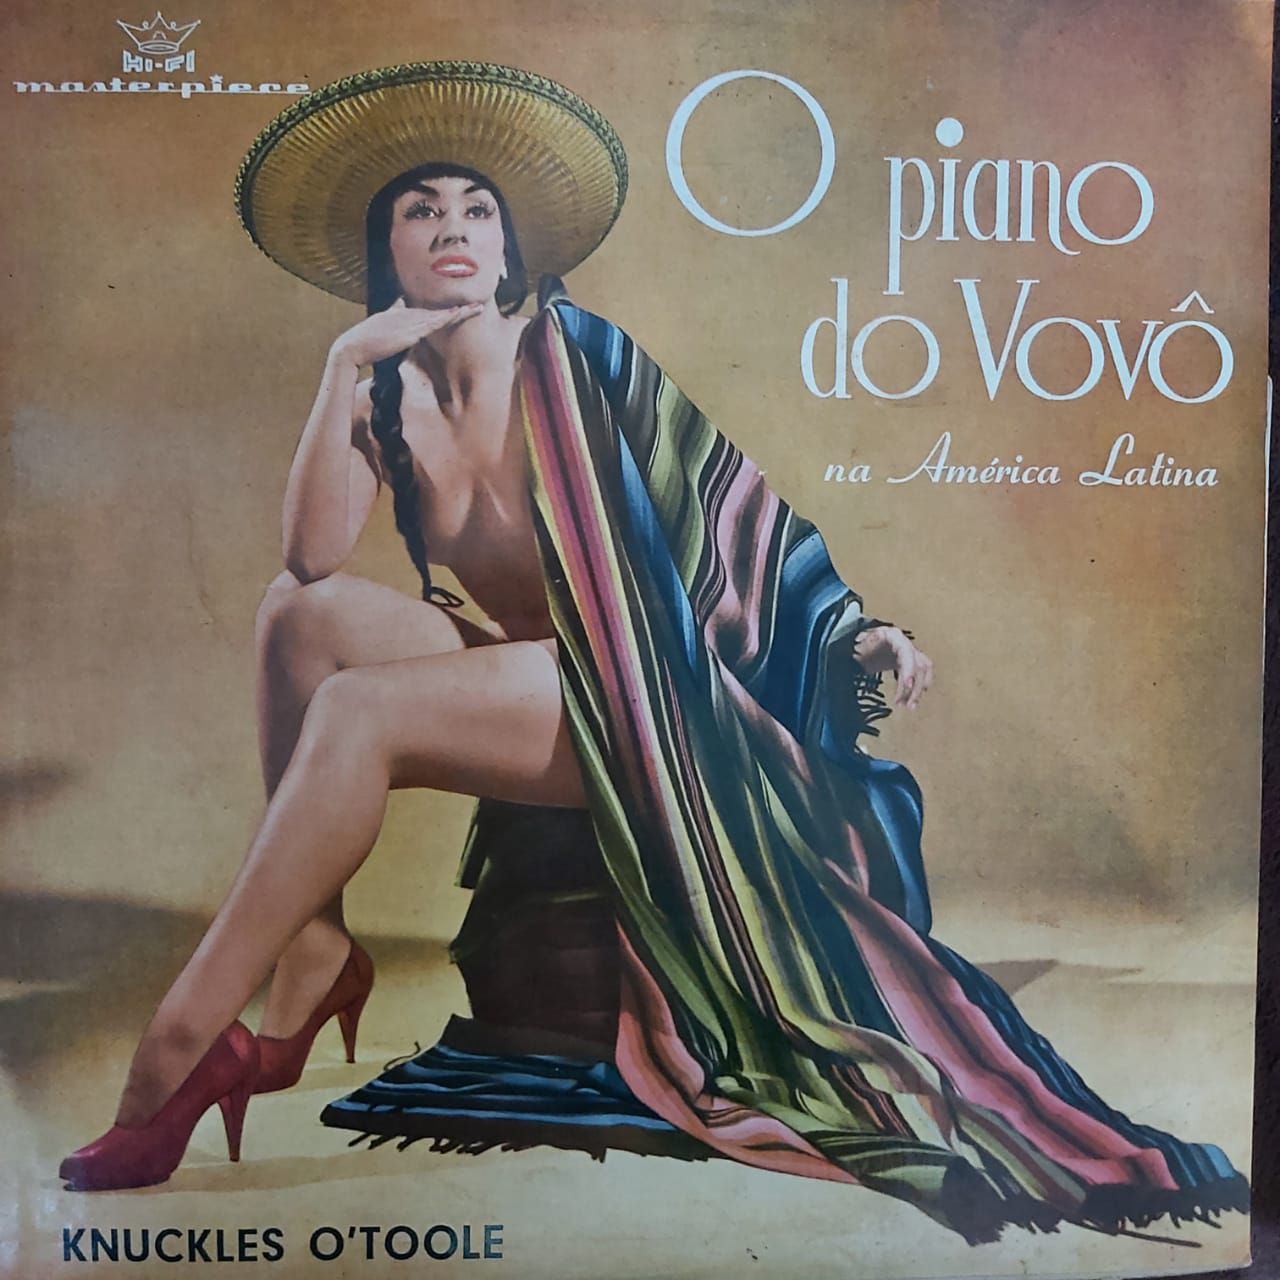 HI-FI
masterpiece
O piano
do Vovô
na América Latina
KNUCKLES O'TOOLE